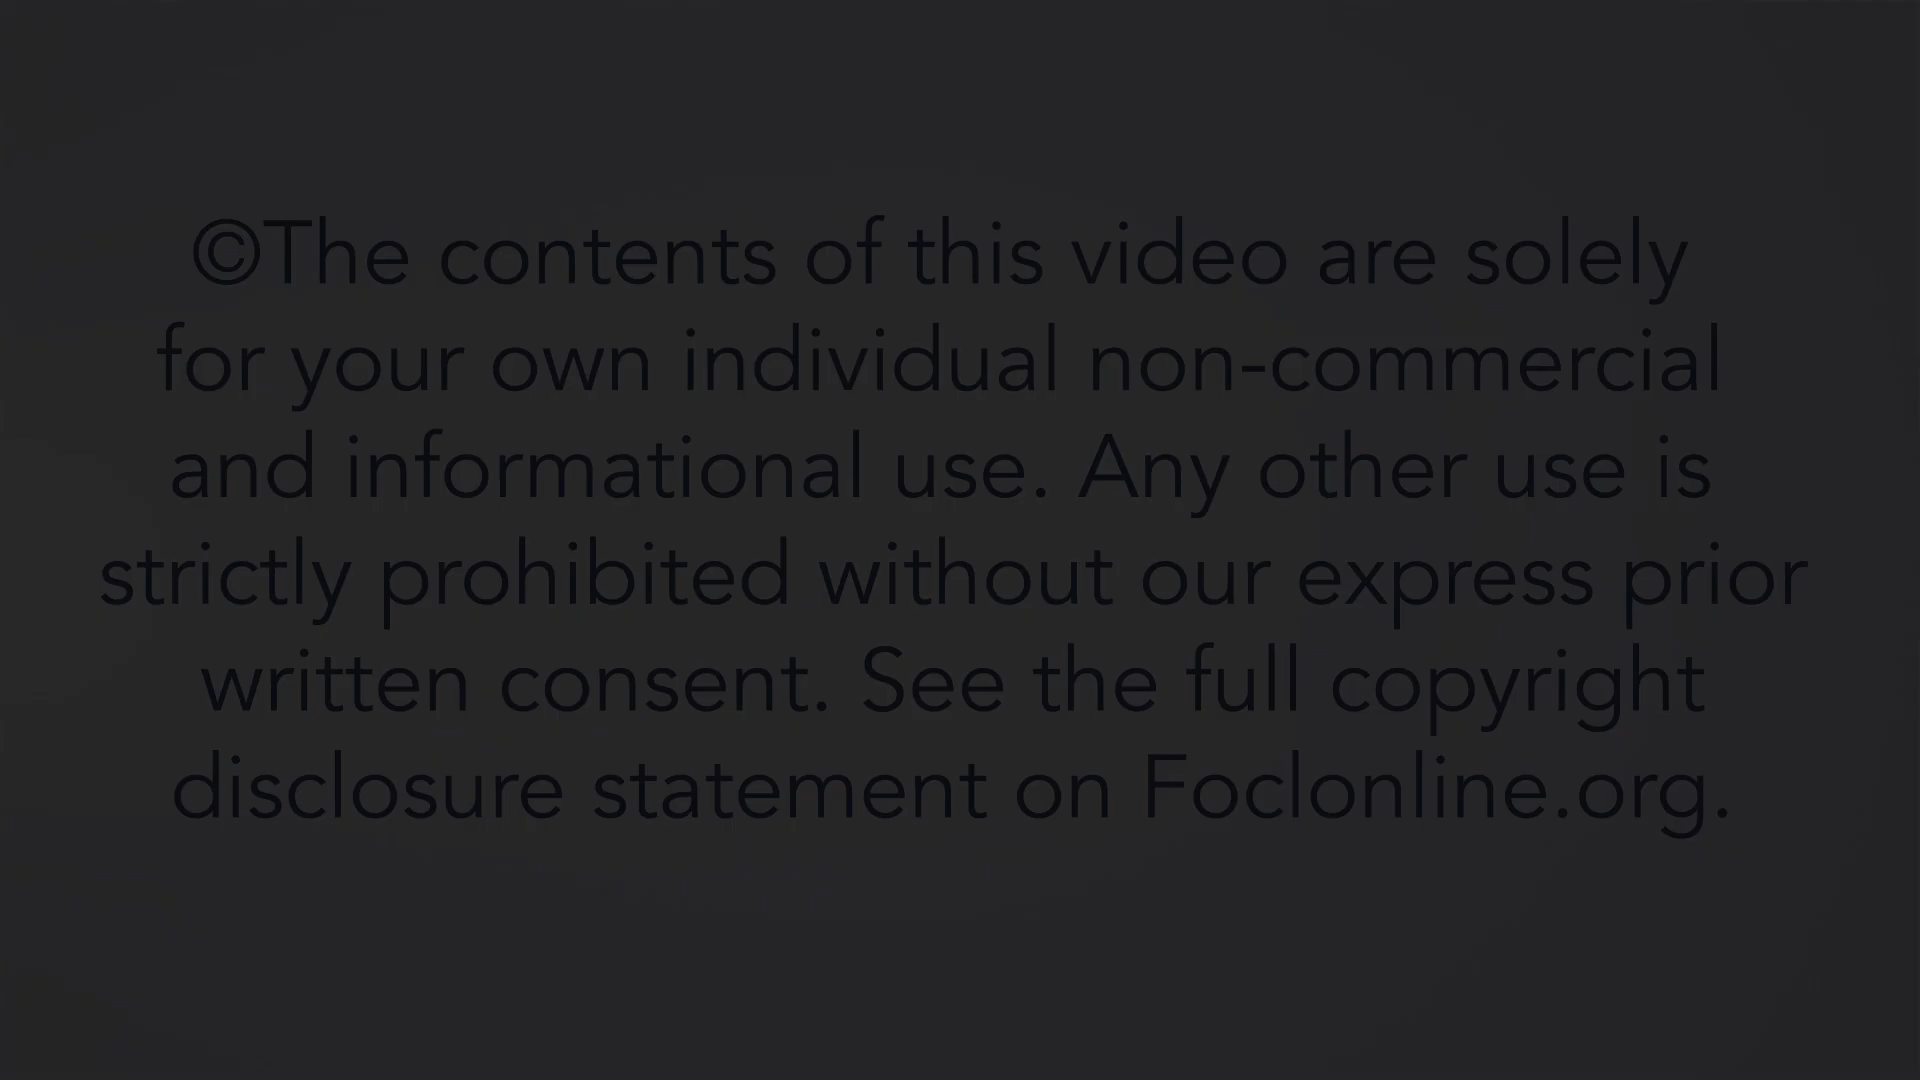 ©The contents of this video are solely
for your own individual non-commercial
and informational use. Any other use is
strictly prohibited without our express prior
written consent. See the full copyright
disclosure statement on Foclonline.org.